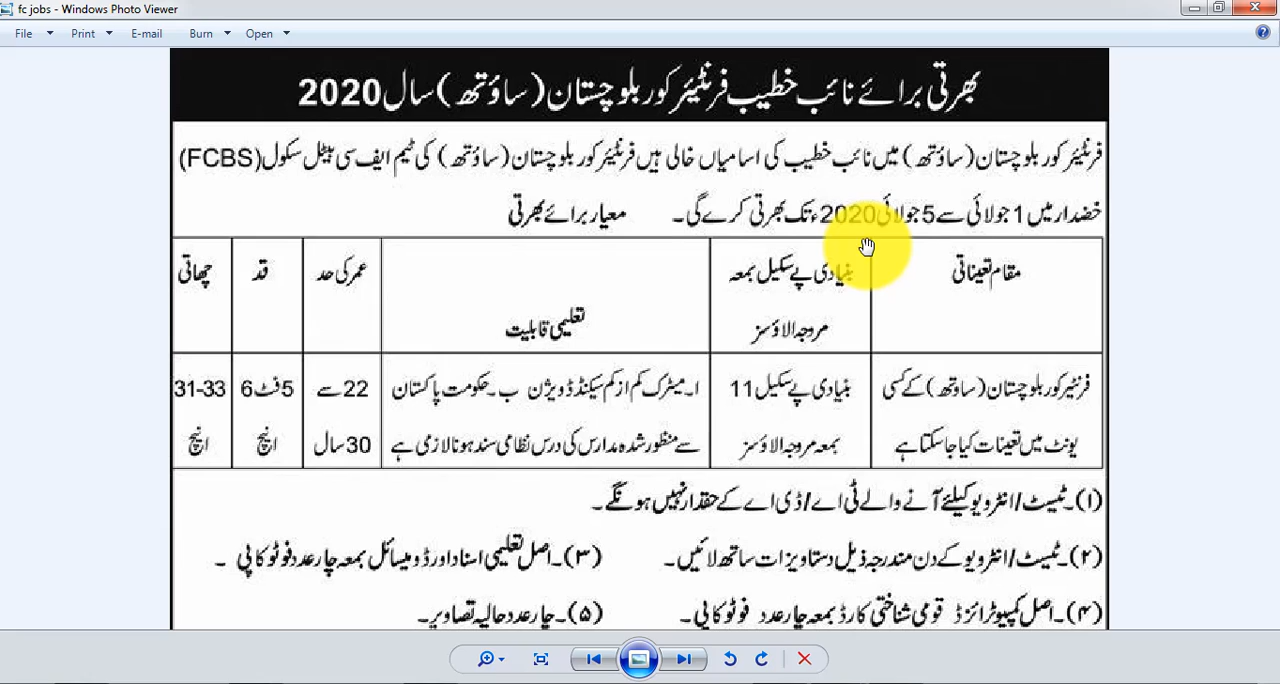 fc jobs - Windows Photo Viewer
File Print E-mail Burn Open
بھرتی برائے نائب خطیب فرنٹیئر کور بلوچستان (ساؤتھ) سال 2020
فرنٹیئر کور بلوچستان (ساؤتھ) میں نائب خطیب کی اسامیاں خالی ہیں فرنٹیئر کور بلوچستان (ساؤتھ) کی ٹیم ایف سی بیٹل سکول (FCBS)
خضدار میں 1 جولائی سے 5 جولائی 2020ء تک بھرتی کرے گی۔ معیار برائے بھرتی
مقام تعیناتی
بنیادی پے سکیل بمعہ
مروجہ الاؤنسز
تعلیمی قابلیت
عمر کی حد
قد
چھاتی
فرنٹیر کور بلوچستان (ساوتھ) کے کسی
یونٹ میں تعینات کیا جاسکتا ہے
بنیادی پے سکیل 11
بمعہ مروجہ الاؤنسز
ا۔ میٹرک کم از کم سیکنڈ ڈویژن ب۔ حکومت پاکستان
سے منظور شدہ مدارس کی درس نظامی سند ہونا لازمی ہے
22 سے
30 سال
5 فٹ 6
انچ
31-33
انچ
(۱)۔ ٹیسٹ/انٹرویو کیلئے آنے والے ٹی اے/ڈی اے کے حقدار نہیں ہونگے۔
(۲)۔ ٹیسٹ/انٹرویو کے دن مندرجہ ذیل دستاویزات ساتھ لائیں۔ (۳)۔ اصل تعلیمی اسناد اور ڈومیسائل بمعہ چار عدد فوٹو کاپی ۔
(۴)۔ اصل کمپیوٹرائزڈ قومی شناختی کارڈ بمعہ چار عدد فوٹو کاپی۔ (۵)۔ چار عدد حالیہ تصاویر۔